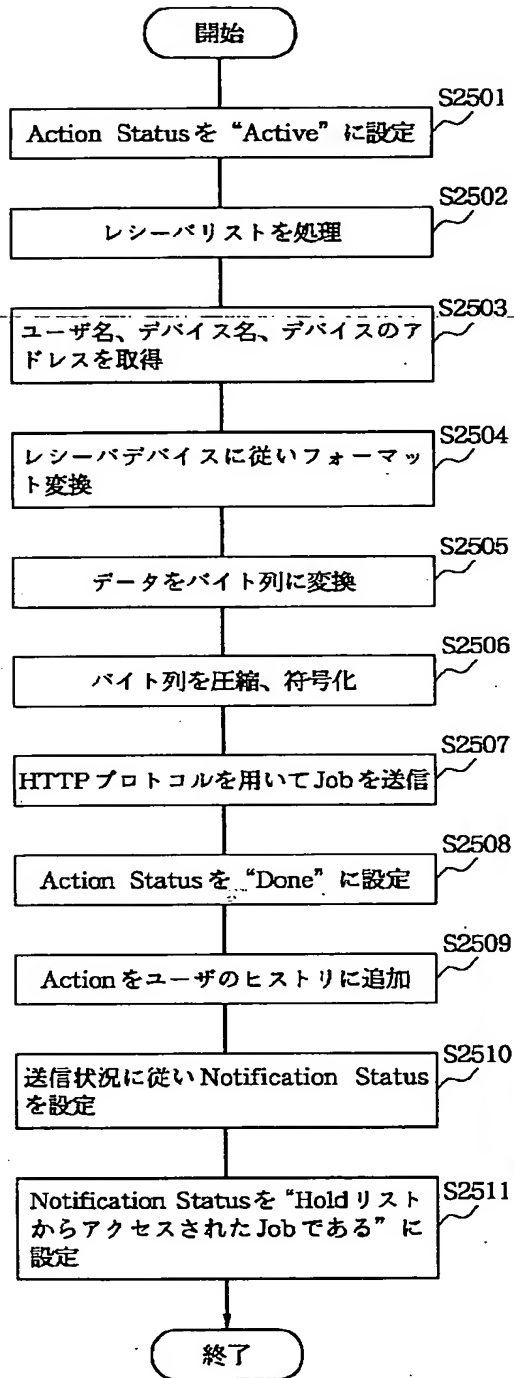 開始
S2501
Action Statusを“Active”に設定
S2502
レシーバリストを処理
S2503
ユーザ名、デバイス名、デバイスのア
ドレスを取得
S2504
レシーバデバイスに従いフォーマッ
ト変換
S2505
データをバイト列に変換
S2506
バイト列を圧縮、符号化
S2507
HTTPプロトコルを用いてJobを送信
S2508
Action Statusを“Done”に設定
S2509
Actionをユーザのヒストリに追加
S2510
送信状況に従いNotification Status
を設定
S2511
Notification Statusを“Holdリスト
からアクセスされたJobである”に
設定
終了